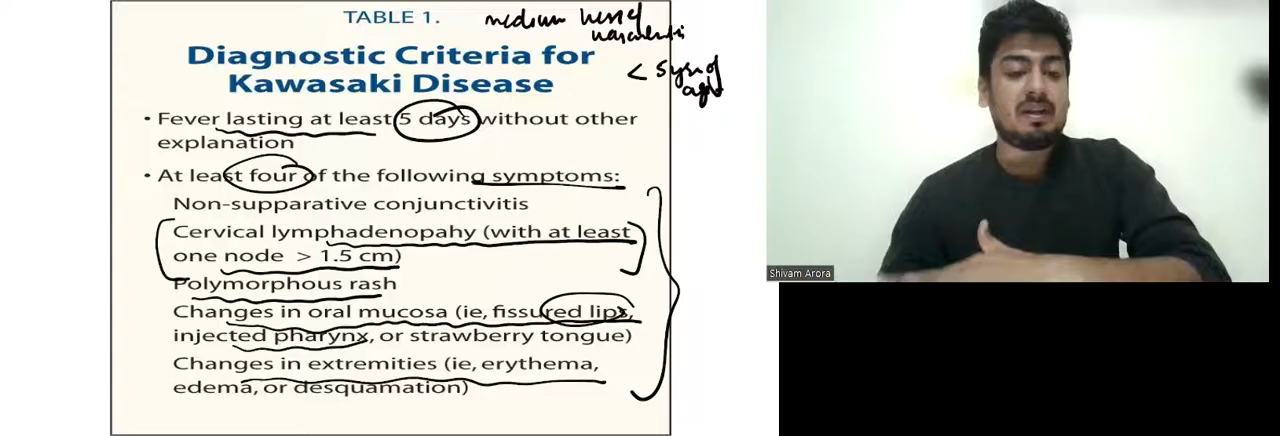 TABLE 1.
medium vessel
vasculitis
Diagnostic Criteria for
Kawasaki Disease
< 5yrs of
age
• Fever lasting at least 5 days without other
explanation
• At least four of the following symptoms:
Non-supparative conjunctivitis
Cervical lymphadenopahy (with at least
one node > 1.5 cm)
Polymorphous rash
Changes in oral mucosa (ie, fissured lips,
injected pharynx, or strawberry tongue)
Changes in extremities (ie, erythema,
edema, or desquamation)
Shivam Arora